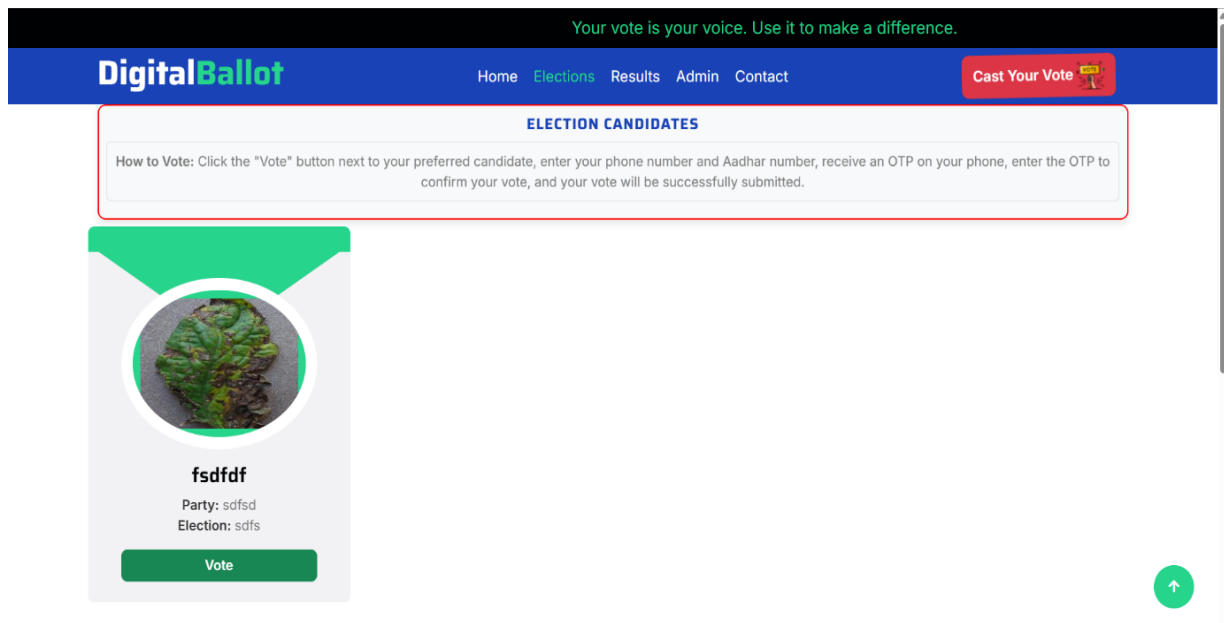 Your vote is your voice. Use it to make a difference.
DigitalBallot
Home Elections Results Admin Contact
Cast Your Vote
VOTE
ELECTION CANDIDATES
How to Vote: Click the "Vote" button next to your preferred candidate, enter your phone number and Aadhar number, receive an OTP on your phone, enter the OTP to
confirm your vote, and your vote will be successfully submitted.
fsdfdf
Party: sdfsd
Election: sdfs
Vote